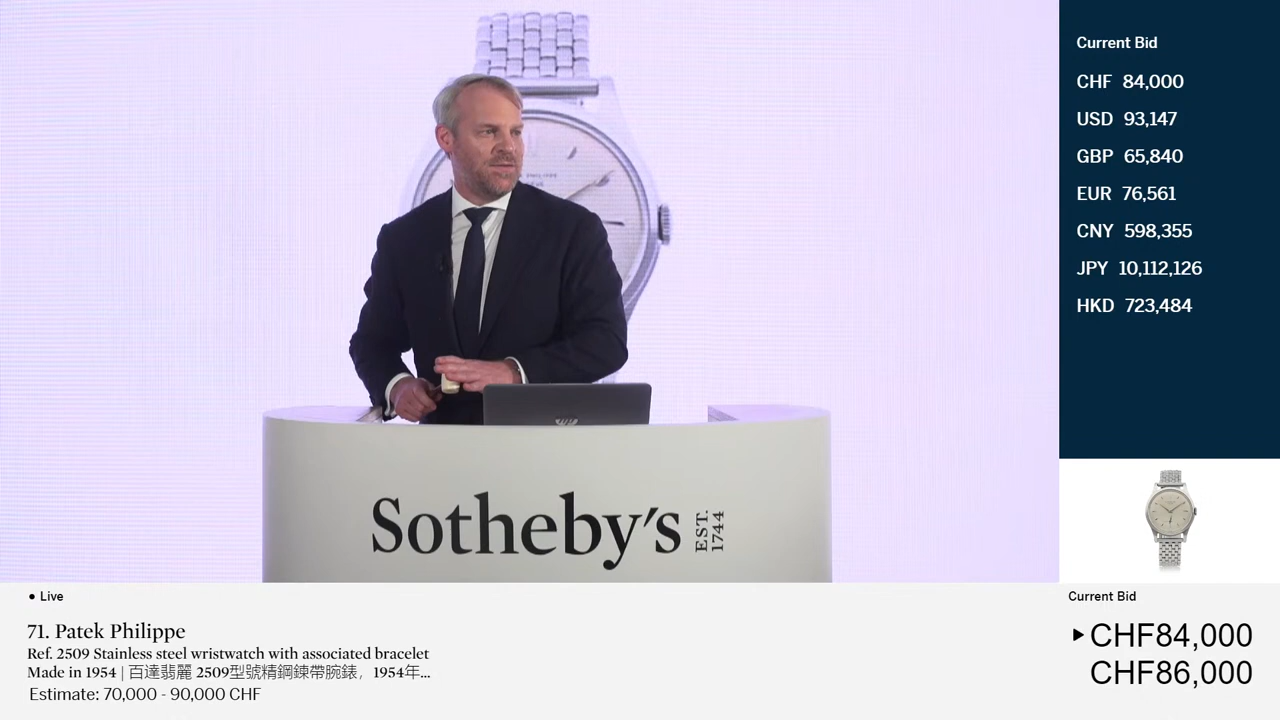 Current Bid
CHF 84,000
USD 93,147
GBP 65,840
EUR 76,561
CNY 598,355
JPY 10,112,126
HKD 723,484
Sotheby's
EST.
1744
Live
71. Patek Philippe
Ref. 2509 Stainless steel wristwatch with associated bracelet
Made in 1954 | 百達翡麗 2509型號精鋼鍊帶腕錶，1954年...
Estimate: 70,000 - 90,000 CHF
Current Bid
CHF84,000
CHF86,000